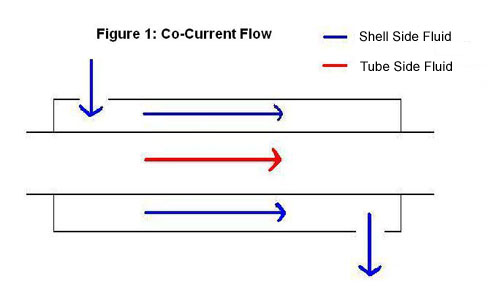 Figure 1: Co-Current Flow
Shell Side Fluid
Tube Side Fluid